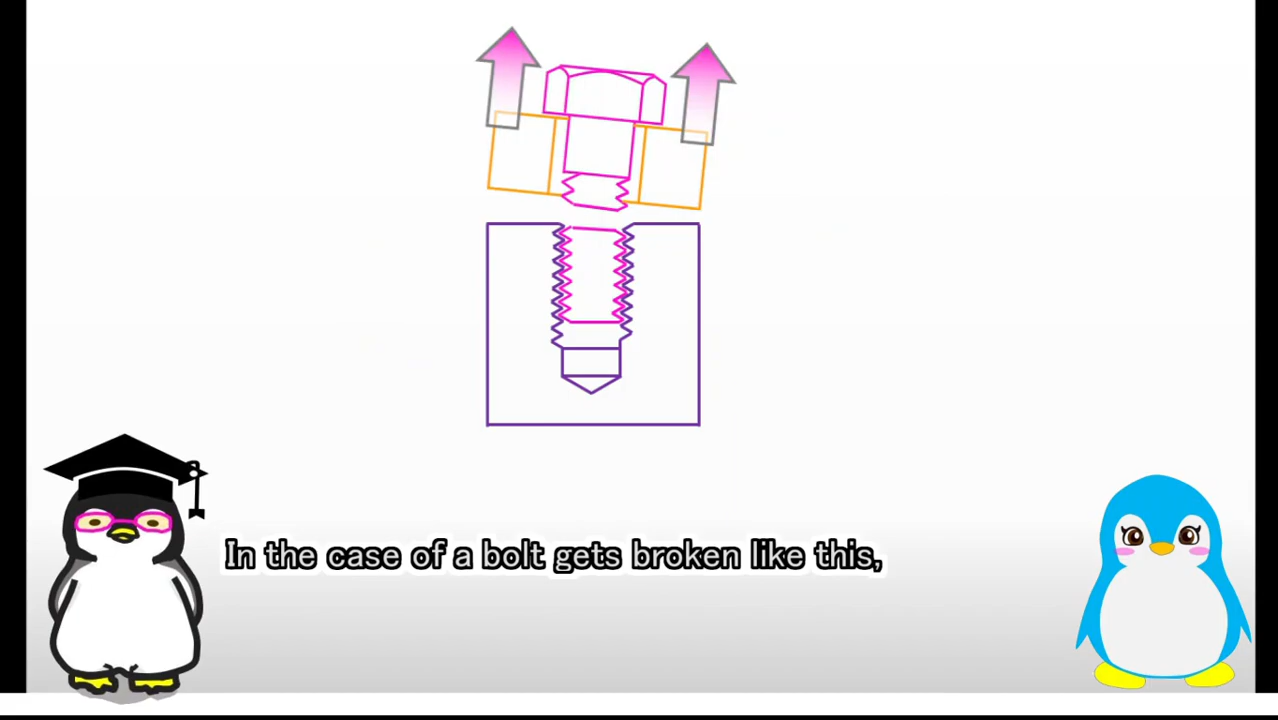 In the case of a bolt gets broken like this,